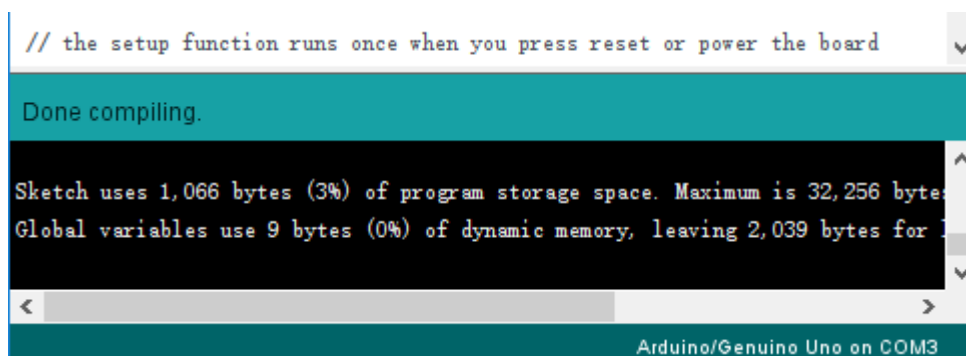 // the setup function runs once when you press reset or power the board
Done compiling.
Sketch uses 1,066 bytes (3%) of program storage space. Maximum is 32,256 byte
Global variables use 9 bytes (0%) of dynamic memory, leaving 2,039 bytes for
Arduino/Genuino Uno on COM3